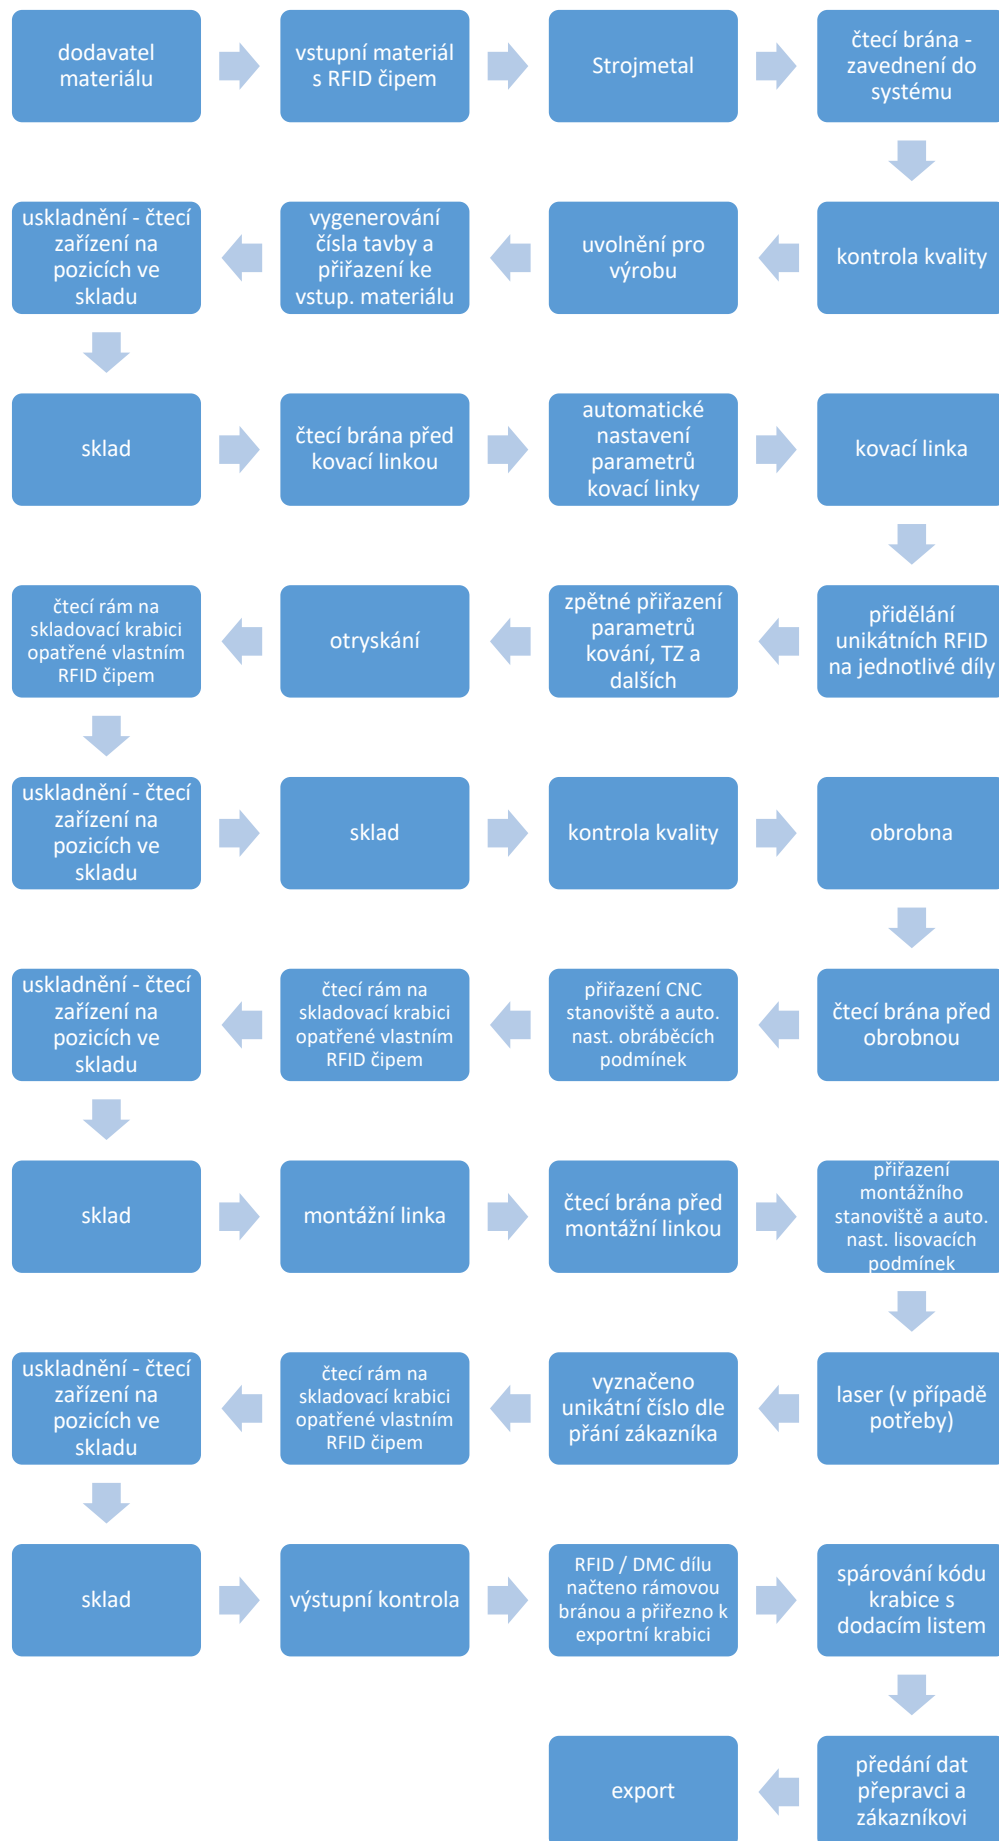 dodavatel
materiálu
vstupní materiál
s RFID čipem
Strojmetal
čtecí brána -
zavednení do
systému
kontrola kvality
uvolnění pro
výrobu
vygenerování
čísla tavby a
přiřazení ke
vstup. materiálu
uskladnění - čtecí
zařízení na
pozicích ve
skladu
sklad
čtecí brána před
kovací linkou
automatické
nastavení
parametrů
kovací linky
kovací linka
přidělání
unikátních RFID
na jednotlivé díly
zpětné přiřazení
parametrů
kování, TZ a
dalších
otryskání
čtecí rám na
skladovací krabici
opatřené vlastním
RFID čipem
uskladnění - čtecí
zařízení na
pozicích ve
skladu
sklad
kontrola kvality
obrobna
čtecí brána před
obrobnou
přiřazení CNC
stanoviště a auto.
nast. obráběcích
podmínek
čtecí rám na
skladovací krabici
opatřené vlastním
RFID čipem
uskladnění - čtecí
zařízení na
pozicích ve
skladu
sklad
montážní linka
čtecí brána před
montážní linkou
přiřazení
montážního
stanoviště a auto.
nast. lisovacích
podmínek
laser (v případě
potřeby)
vyznačeno
unikátní číslo dle
přání zákazníka
čtecí rám na
skladovací krabici
opatřené vlastním
RFID čipem
uskladnění - čtecí
zařízení na
pozicích ve
skladu
sklad
výstupní kontrola
RFID / DMC dílu
načteno rámovou
bránou a přiřezno k
exportní krabici
spárování kódu
krabice s
dodacím listem
předání dat
přepravci a
zákazníkovi
export